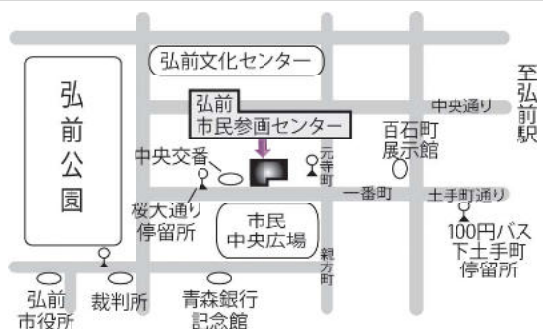 弘前文化センター
弘前公園
弘前
市民参画センター
中央通り
至弘前駅
百石町
展示館
元寺町
中央交番
一番町
土手町通り
桜大通り
停留所
市民
中央広場
親方町
100円バス
下土手町
停留所
弘前
市役所
裁判所
青森銀行
記念館